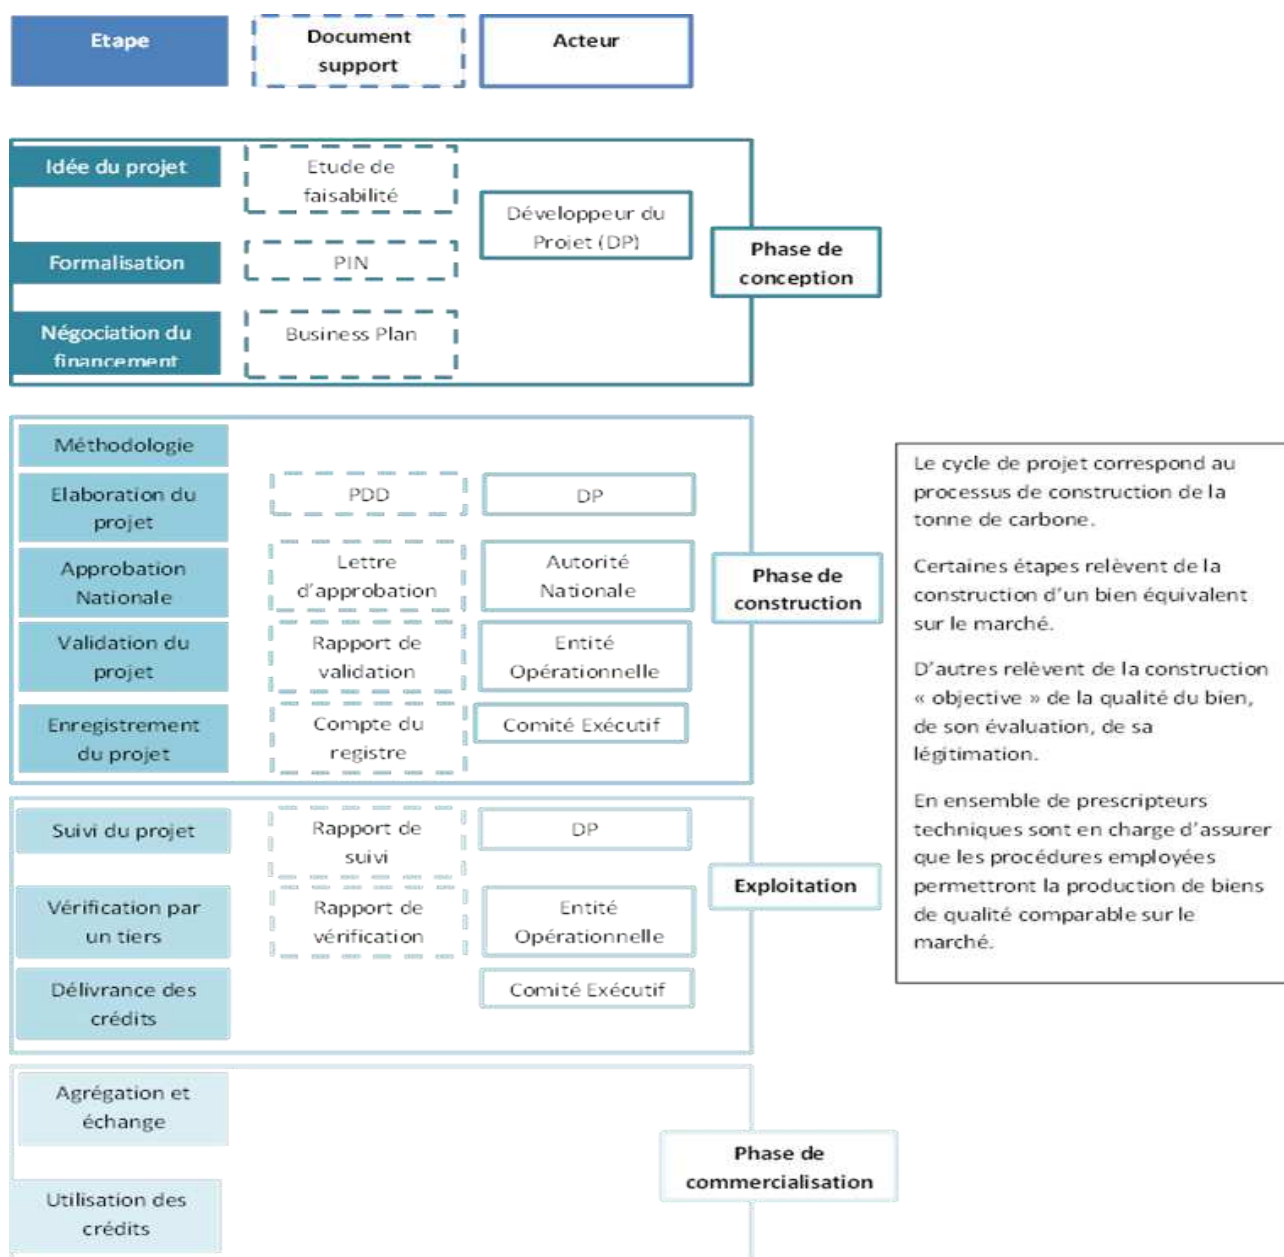 Etape
Document
support
Acteur
Idée du projet
Etude de
faisabilité
Développeur du
Projet (DP)
Formalisation
PIN
Phase de
conception
Négociation du
financement
Business Plan
Méthodologie
Elaboration du
projet
PDD
DP
Approbation
Nationale
Lettre
d'approbation
Autorité
Nationale
Phase de
construction
Validation du
projet
Rapport de
validation
Entité
Opérationnelle
Enregistrement
du projet
Compte du
registre
Comité Exécutif
Suivi du projet
Rapport de
suivi
DP
Exploitation
Vérification par
un tiers
Rapport de
vérification
Entité
Opérationnelle
Délivrance des
crédits
Comité Exécutif
Agrégation et
échange
Phase de
commercialisation
Utilisation des
crédits
Le cycle de projet correspond au
processus de construction de la
tonne de carbone.
Certaines étapes relèvent de la
construction d'un bien équivalent
sur le marché.
D'autres relèvent de la construction
« objective » de la qualité du bien,
de son évaluation, de sa
légitimation.
En ensemble de prescripteurs
techniques sont en charge d'assurer
que les procédures employées
permettront la production de biens
de qualité comparable sur le
marché.